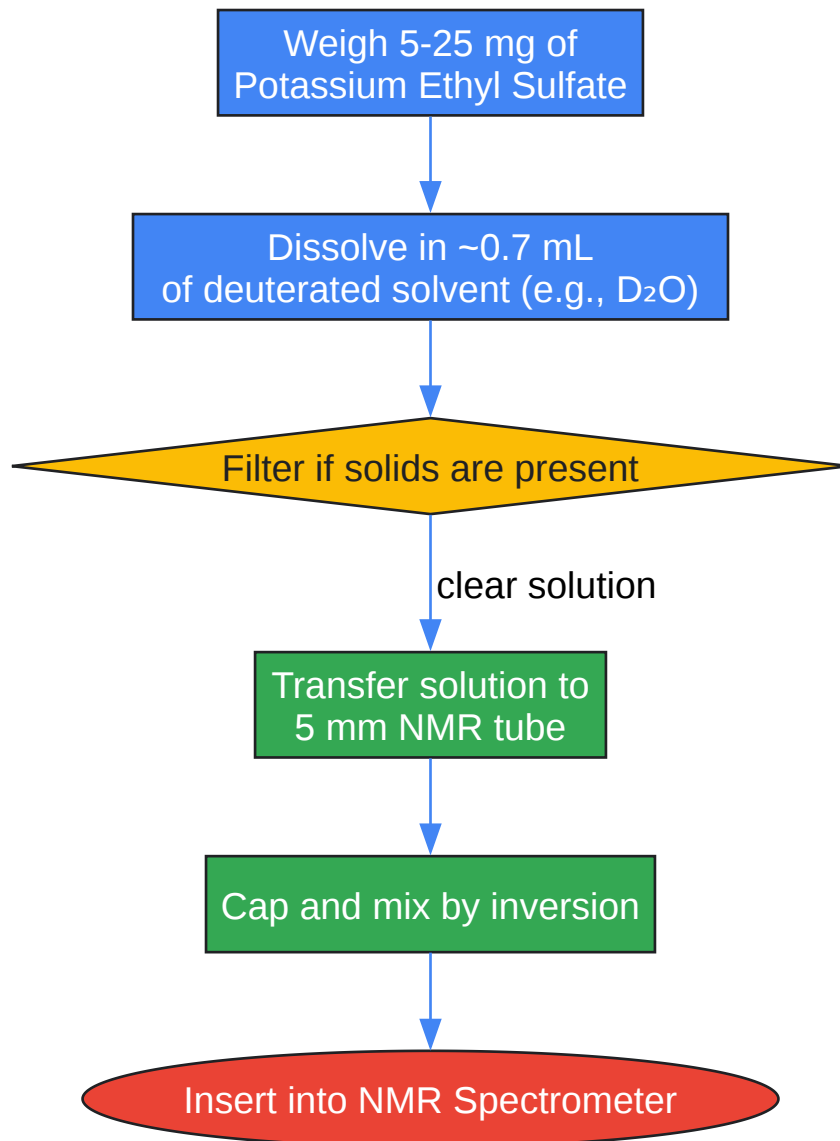 Weigh 5-25 mg of
Potassium Ethyl Sulfate
Dissolve in ~0.7 mL
of deuterated solvent (e.g., D₂O)
Filter if solids are present
clear solution
Transfer solution to
5 mm NMR tube
Cap and mix by inversion
Insert into NMR Spectrometer